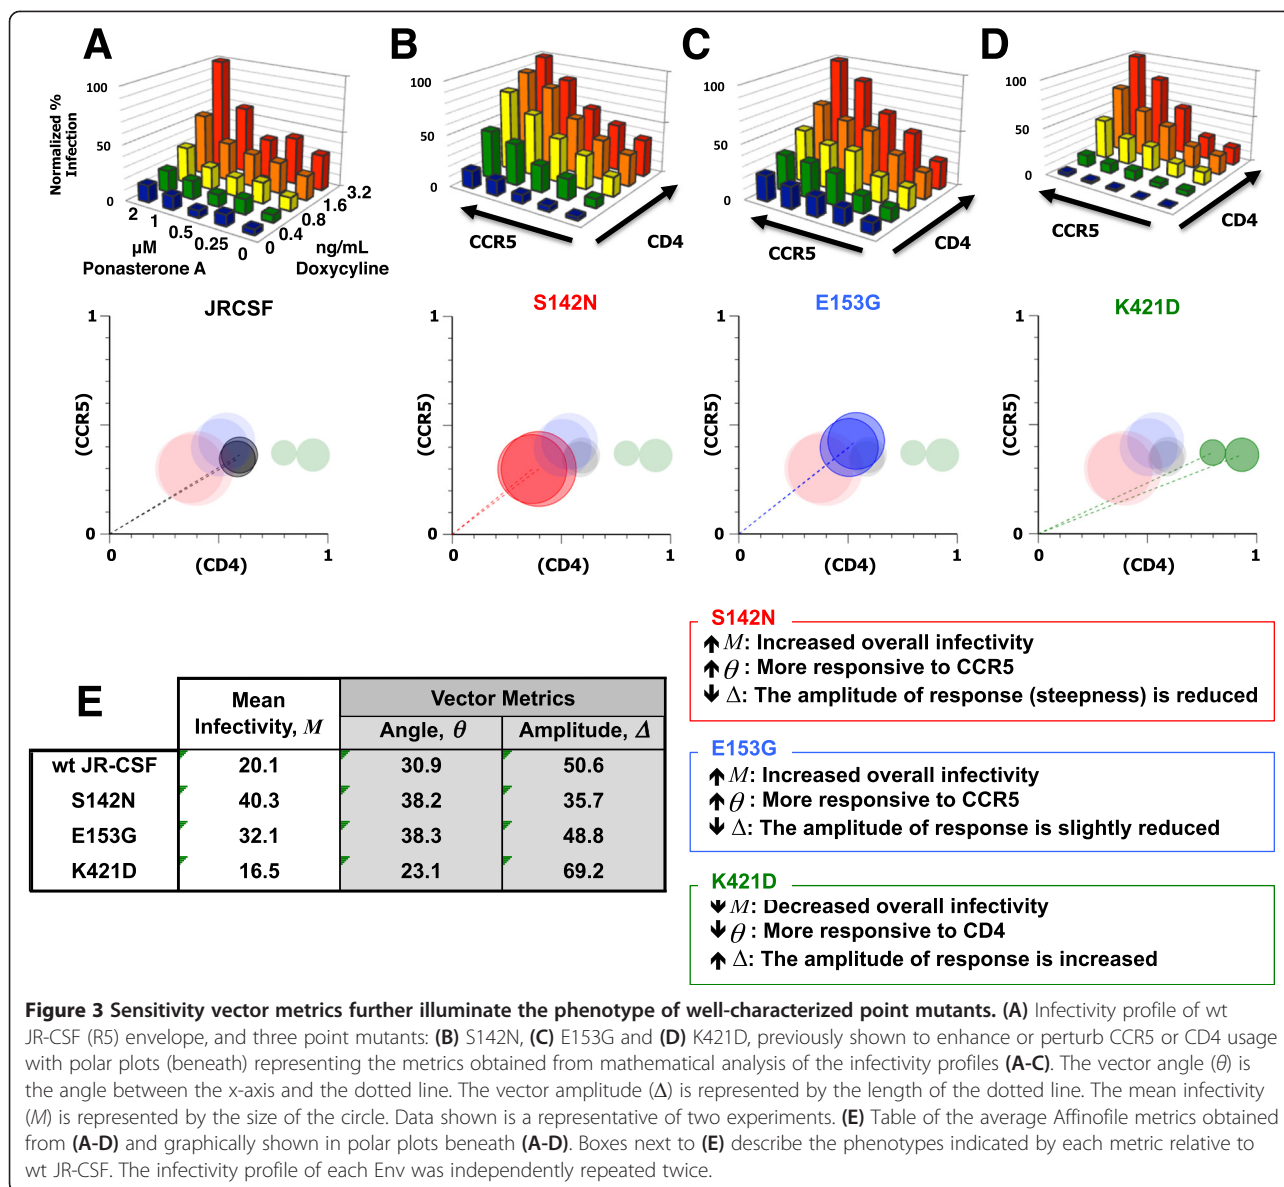 A
B
C
D
Normalized %
Infection
100
50
0
2
1
0.5
0.25
0
0
0.4
0.8
1.6
3.2
µM
Ponasterone A
ng/mL
Doxycyline
100
50
0
CCR5
CD4
100
50
0
CCR5
CD4
100
50
0
CCR5
CD4
JRCSF
S142N
E153G
K421D
1
(CCR5)
0
0
(CD4)
1
1
(CCR5)
0
0
(CD4)
1
1
(CCR5)
0
0
(CD4)
1
1
(CCR5)
0
0
(CD4)
1
E
Mean
Infectivity, M
Vector Metrics
Angle, θ
Amplitude, Δ
wt JR-CSF 20.1 30.9 50.6
S142N 40.3 38.2 35.7
E153G 32.1 38.3 48.8
K421D 16.5 23.1 69.2
S142N
↑ M: Increased overall infectivity
↑ θ : More responsive to CCR5
↓ Δ: The amplitude of response (steepness) is reduced
E153G
↑ M: Increased overall infectivity
↑ θ : More responsive to CCR5
↓ Δ: The amplitude of response is slightly reduced
K421D
↓ M: Decreased overall infectivity
↓ θ : More responsive to CD4
↑ Δ: The amplitude of response is increased
Figure 3 Sensitivity vector metrics further illuminate the phenotype of well-characterized point mutants. (A) Infectivity profile of wt
JR-CSF (R5) envelope, and three point mutants: (B) S142N, (C) E153G and (D) K421D, previously shown to enhance or perturb CCR5 or CD4 usage
with polar plots (beneath) representing the metrics obtained from mathematical analysis of the infectivity profiles (A-C). The vector angle (θ) is
the angle between the x-axis and the dotted line. The vector amplitude (Δ) is represented by the length of the dotted line. The mean infectivity
(M) is represented by the size of the circle. Data shown is a representative of two experiments. (E) Table of the average Affinofile metrics obtained
from (A-D) and graphically shown in polar plots beneath (A-D). Boxes next to (E) describe the phenotypes indicated by each metric relative to
wt JR-CSF. The infectivity profile of each Env was independently repeated twice.